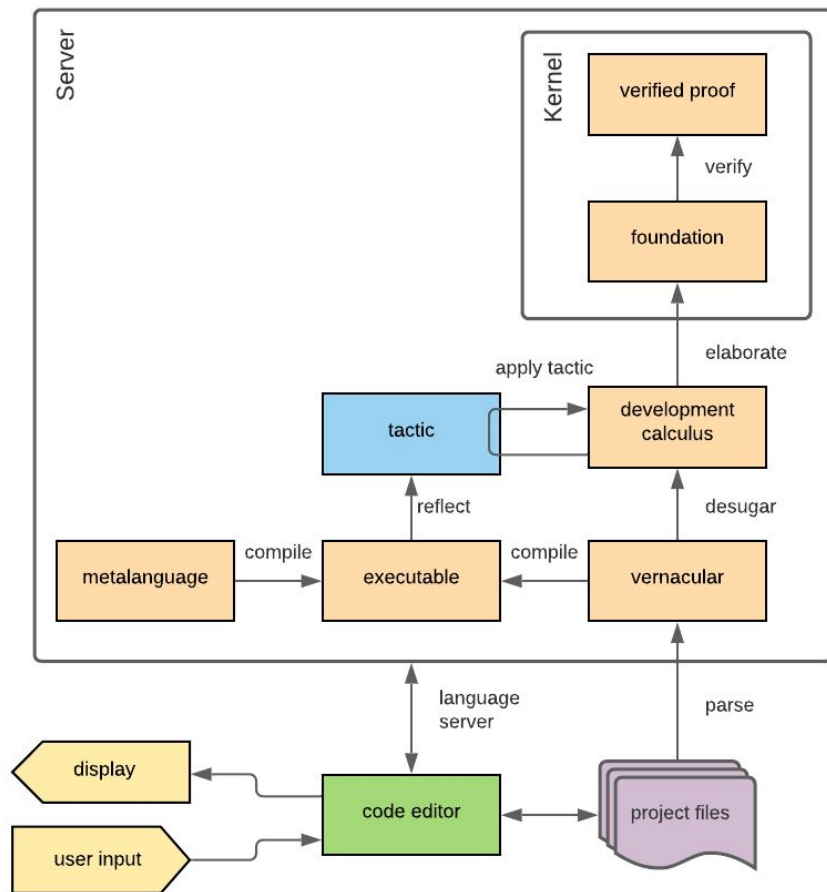 Server
Kernel
verified proof
verify
foundation
elaborate
apply tactic
tactic
development
calculus
reflect
desugar
metalanguage
compile
executable
compile
vernacular
language
server
parse
display
code editor
project files
user input